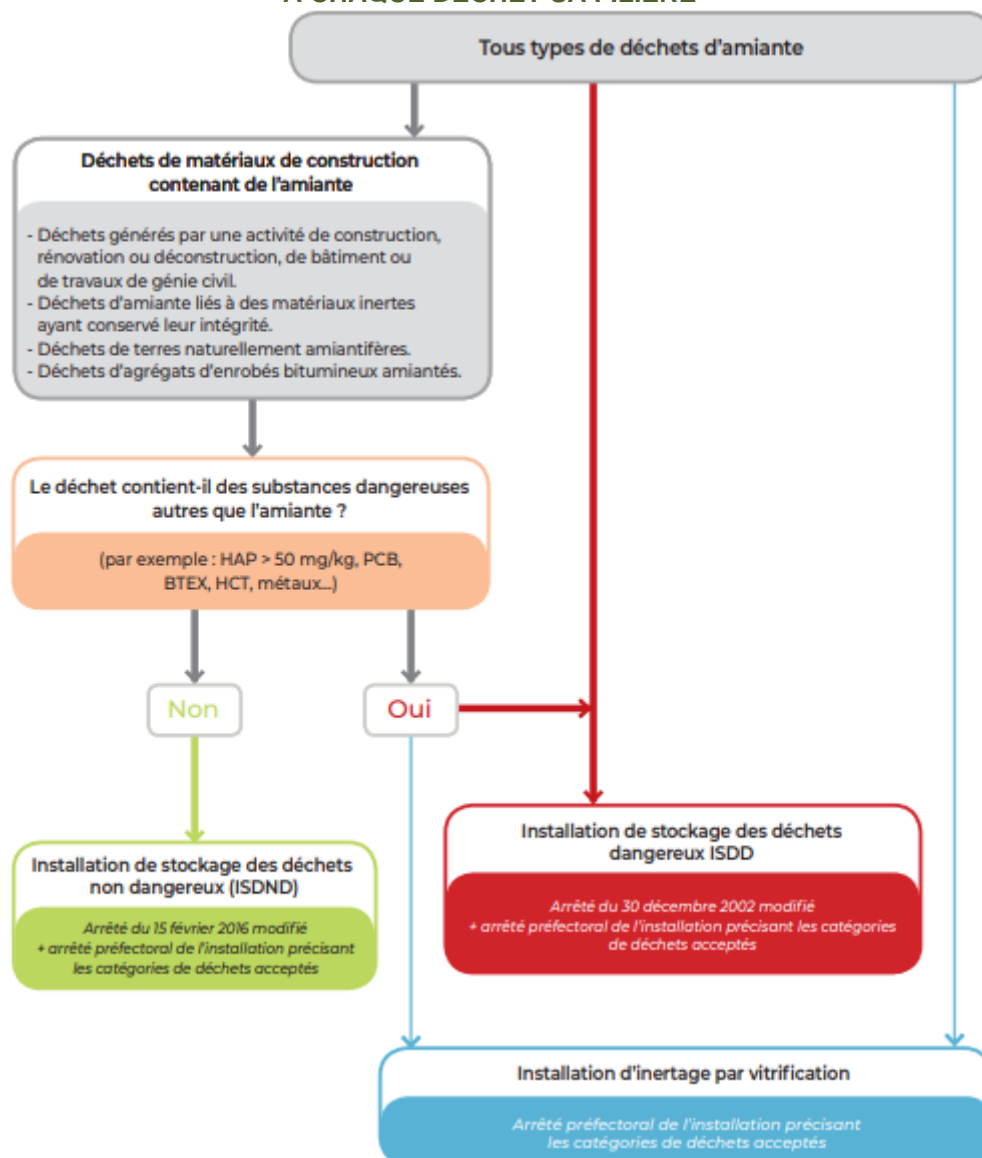 À CHAQUE DÉCHET SA FILIÈRE
Tous types de déchets d'amiante
Déchets de matériaux de construction
contenant de l'amiante
- Déchets générés par une activité de construction,
rénovation ou déconstruction, de bâtiment ou
de travaux de génie civil.
- Déchets d'amiante liés à des matériaux inertes
ayant conservé leur intégrité.
- Déchets de terres naturellement amiantifères.
- Déchets d'agrégats d'enrobés bitumineux amiantés.
Le déchet contient-il des substances dangereuses
autres que l'amiante ?
(par exemple : HAP > 50 mg/kg, PCB,
BTEX, HCT, métaux...)
Non
Oui
Installation de stockage des déchets
non dangereux (ISDND)
Arrêté du 15 février 2016 modifié
+ arrêté préfectoral de l'installation précisant
les catégories de déchets acceptés
Installation de stockage des déchets
dangereux ISDD
Arrêté du 30 décembre 2002 modifié
+ arrêté préfectoral de l'installation précisant les catégories
de déchets acceptés
Installation d'inertage par vitrification
Arrêté préfectoral de l'installation précisant
les catégories de déchets acceptés